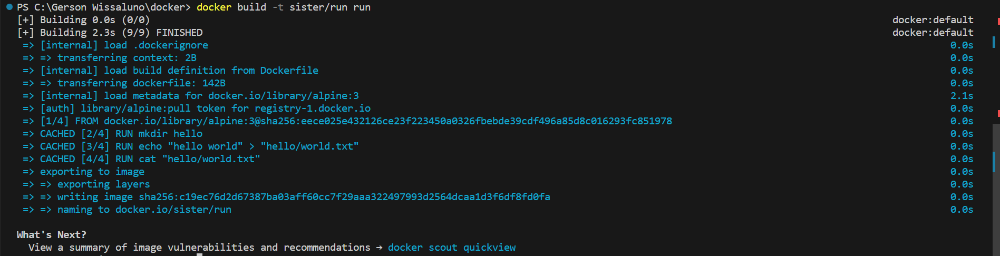 PS C:\Gerson Wissaluno\docker> docker build -t sister/run run
[+] Building 0.0s (0/0) docker:default
[+] Building 2.3s (9/9) FINISHED docker:default
=> [internal] load .dockerignore 0.0s
=> => transferring context: 2B 0.0s
=> [internal] load build definition from Dockerfile 0.0s
=> => transferring dockerfile: 142B 0.0s
=> [internal] load metadata for docker.io/library/alpine:3 2.1s
=> [auth] library/alpine:pull token for registry-1.docker.io 0.0s
=> [1/4] FROM docker.io/library/alpine:3@sha256:eece025e432126ce23f223450a0326fbebde39cdf496a85d8c016293fc851978 0.0s
=> CACHED [2/4] RUN mkdir hello 0.0s
=> CACHED [3/4] RUN echo "hello world" > "hello/world.txt" 0.0s
=> CACHED [4/4] RUN cat "hello/world.txt" 0.0s
=> exporting to image 0.0s
=> => exporting layers 0.0s
=> => writing image sha256:c19ec76d2d67387ba03aff60cc7f29aaa322497993d2564dcaa1d3f6df8fd0fa 0.0s
=> => naming to docker.io/sister/run 0.0s
What's Next?
View a summary of image vulnerabilities and recommendations → docker scout quickview